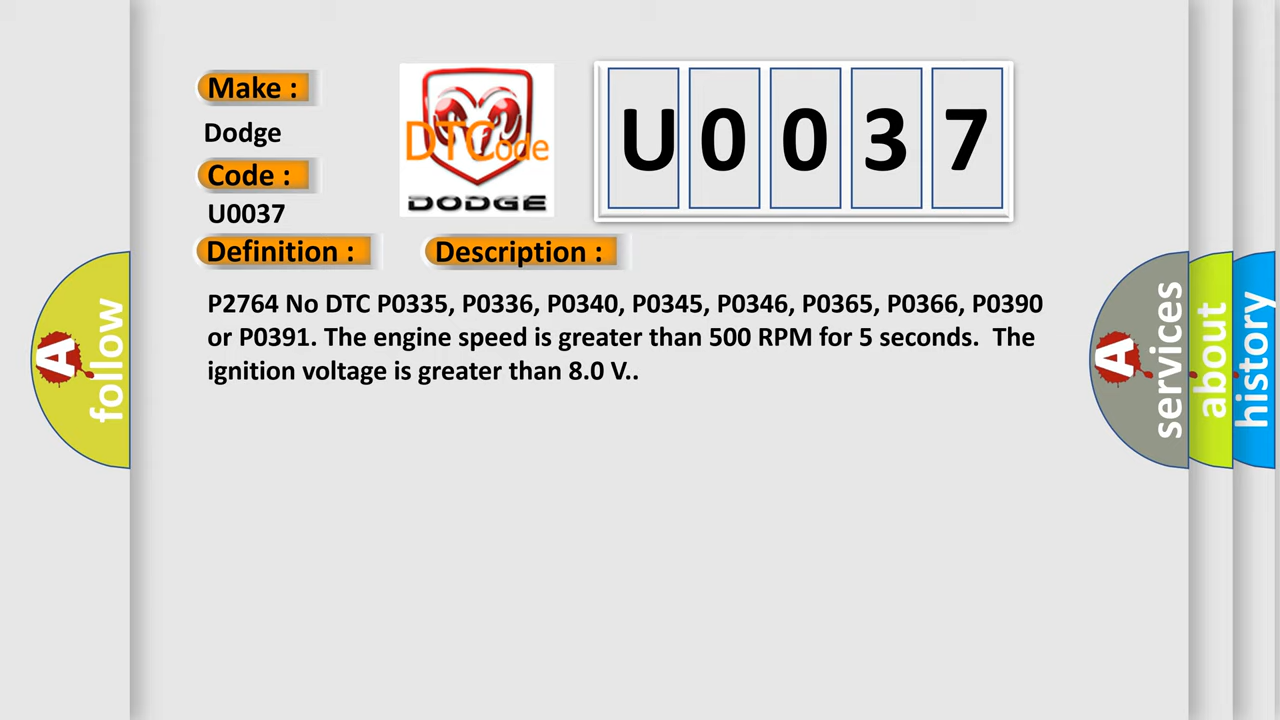 Make :
Dodge
Code :
U0037
Definition :
Description :
P2764 No DTC P0335, P0336, P0340, P0345, P0346, P0365, P0366, P0390
or P0391 The engine speed is greater than 500 RPM for 5 seconds The
ignition voltage is greater than 8.0 V..
DTCode
DODGE
U0037
A follow
A services
about
history